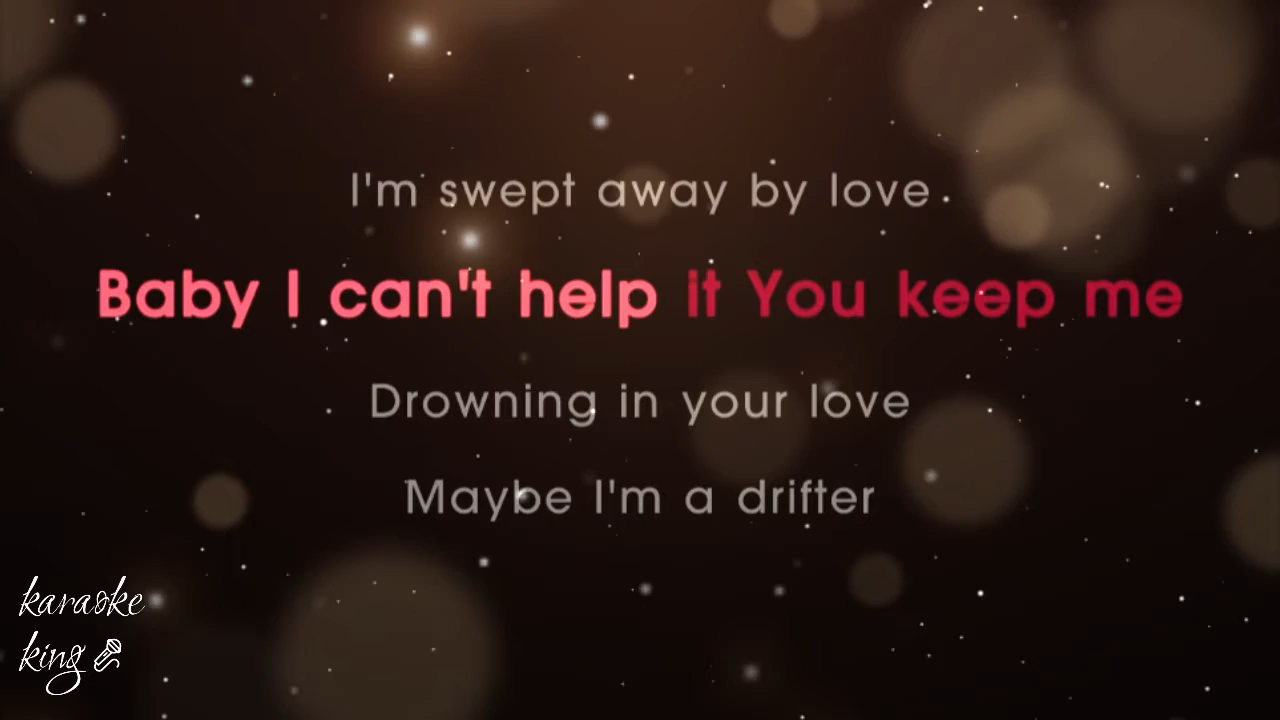 I'm swept away by love
Baby I can't help it You keep me
Drowning in your love
Maybe I'm a drifter
karaoke
king